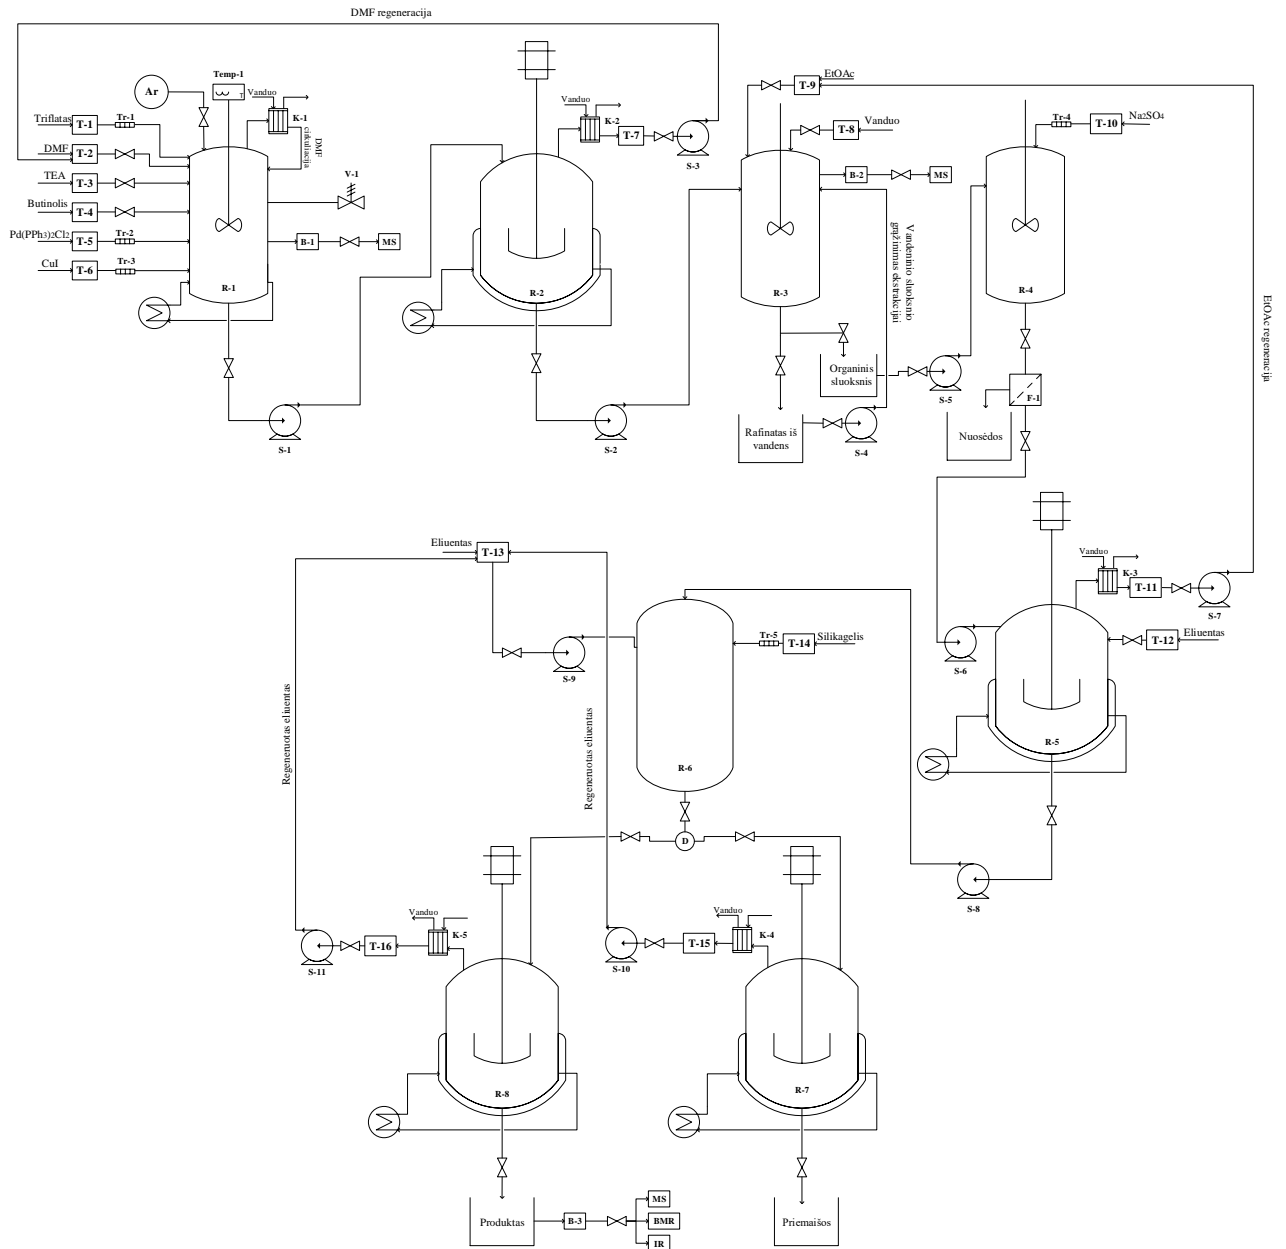 DMF regeneracija
Temp-1
T
Vanduo
Ar
K-1
DMF
cirkuliacija
Triflatas
T-1
Tr-1
DMF
T-2
TEA
T-3
Butinolis
T-4
Pd(PPh3)2Cl2
T-5
Tr-2
CuI
T-6
Tr-3
V-1
B-1
MS
R-1
S-1
Vanduo
K-2
T-7
S-3
R-2
S-2
EtOAc
T-9
Vanduo
T-8
B-2
MS
R-3
Vandeninio sluoksnio
grąžinimas ekstrakcijai
Organinis
sluoksnis
Rafinatas iš
vandens
S-4
S-5
Tr-4
T-10
Na2SO4
R-4
F-1
Nuosėdos
EtOAc regeneracija
Vanduo
K-3
T-11
S-7
T-12
Eliuentas
S-6
R-5
S-8
Eliuentas
T-13
S-9
Tr-5
T-14
Silikagelis
R-6
D
Regeneruotas eliuentas
Regeneruotas eliuentas
Vanduo
K-5
T-16
S-11
R-8
Vanduo
K-4
T-15
S-10
R-7
Produktas
B-3
MS
BMR
IR
Priemaišos